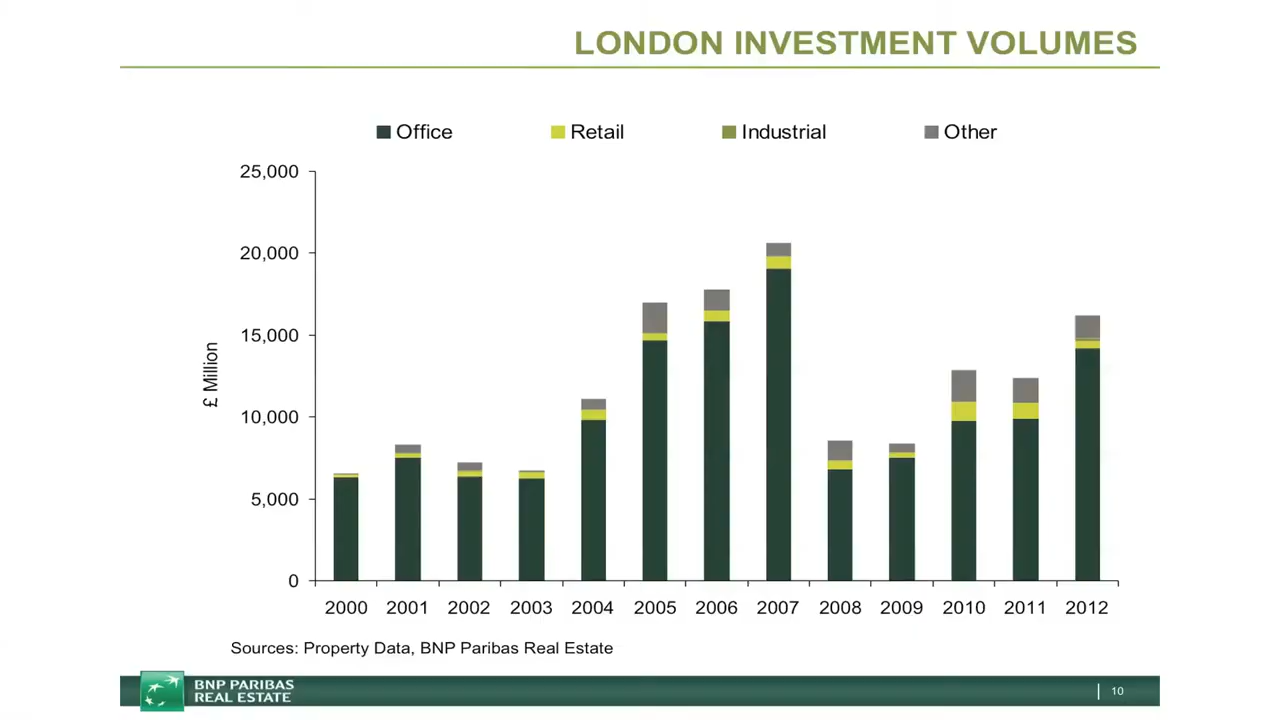 LONDON INVESTMENT VOLUMES
Office Retail Industrial Other
25,000
20,000
15,000
10,000
5,000
0
£ Million
2000 2001 2002 2003 2004 2005 2006 2007 2008 2009 2010 2011 2012
Sources: Property Data, BNP Paribas Real Estate
BNP PARIBAS
REAL ESTATE
10